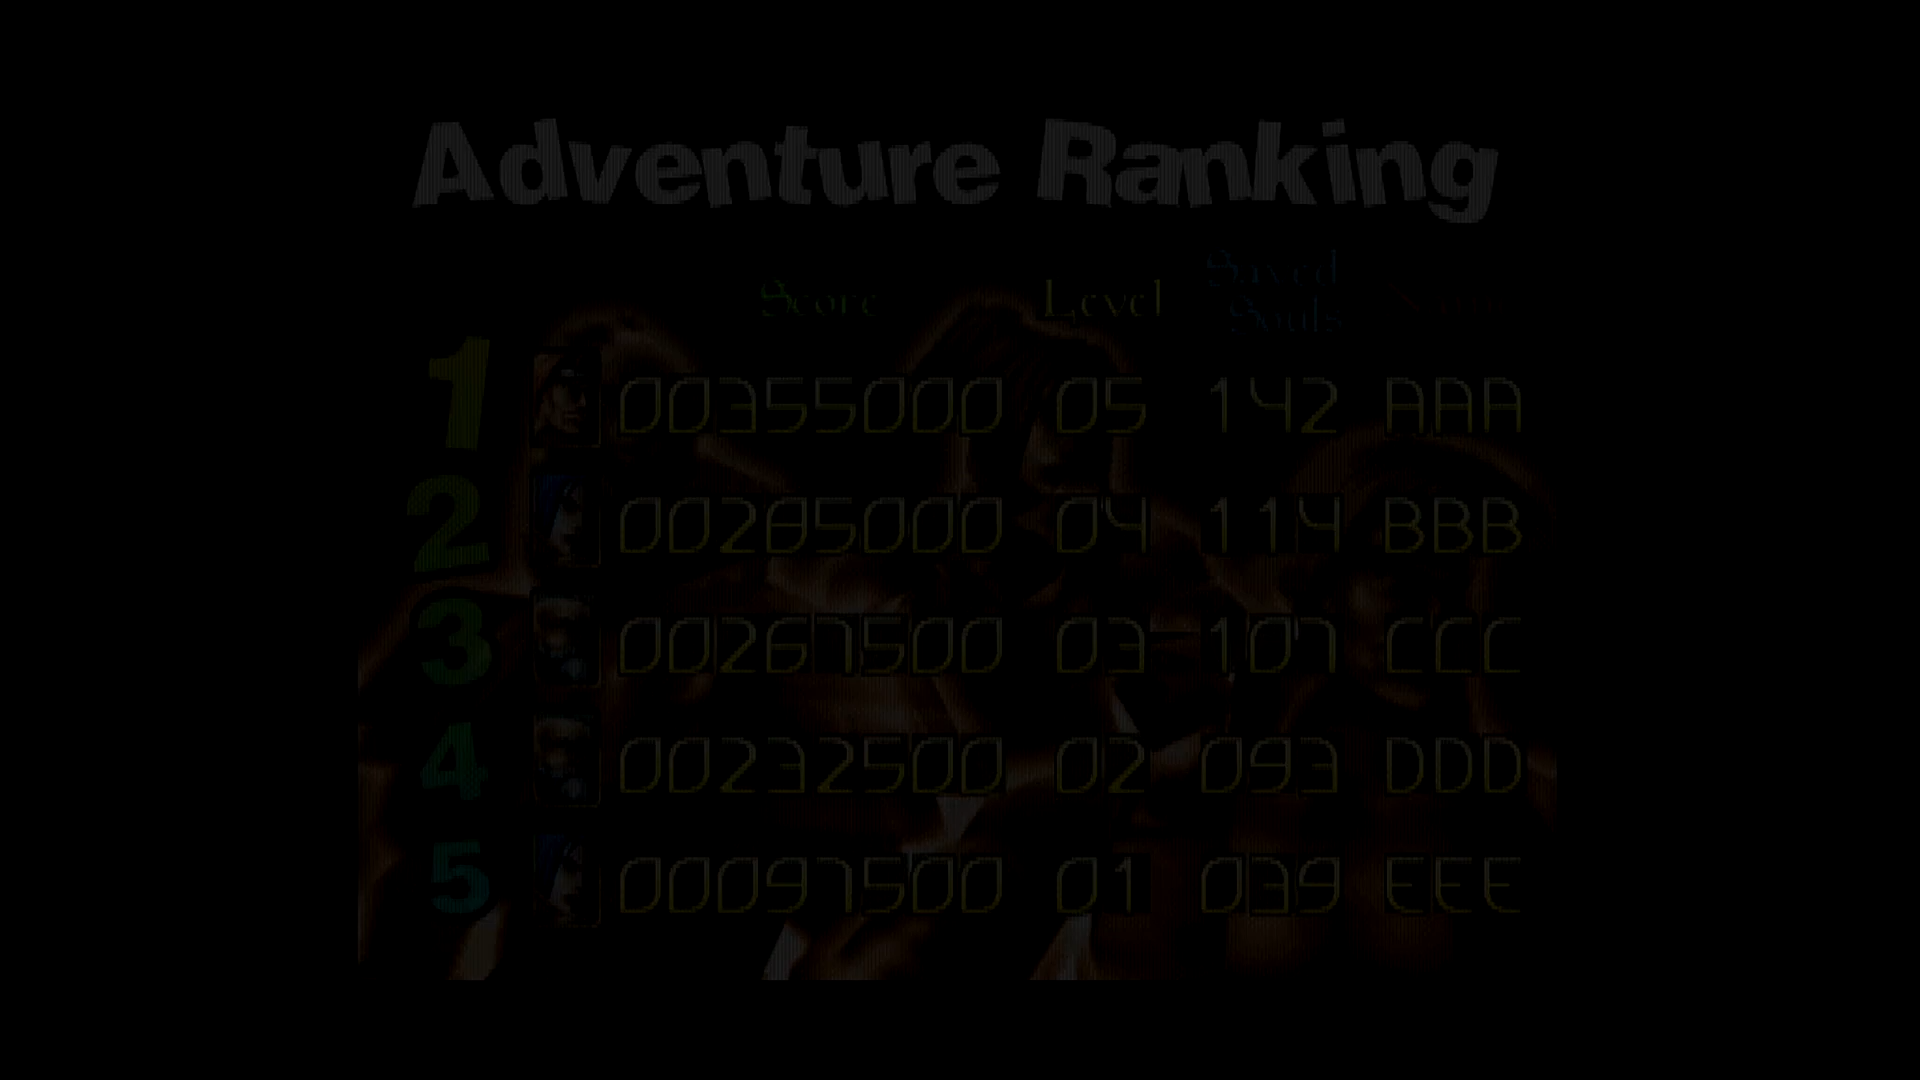 Adventure Ranking
Score Level Saved Souls Name
1 00355000 05 142 AAA
2 00285000 04 114 BBB
3 00267500 03 107 CCC
4 00232500 02 093 DDD
5 00097500 01 039 EEE